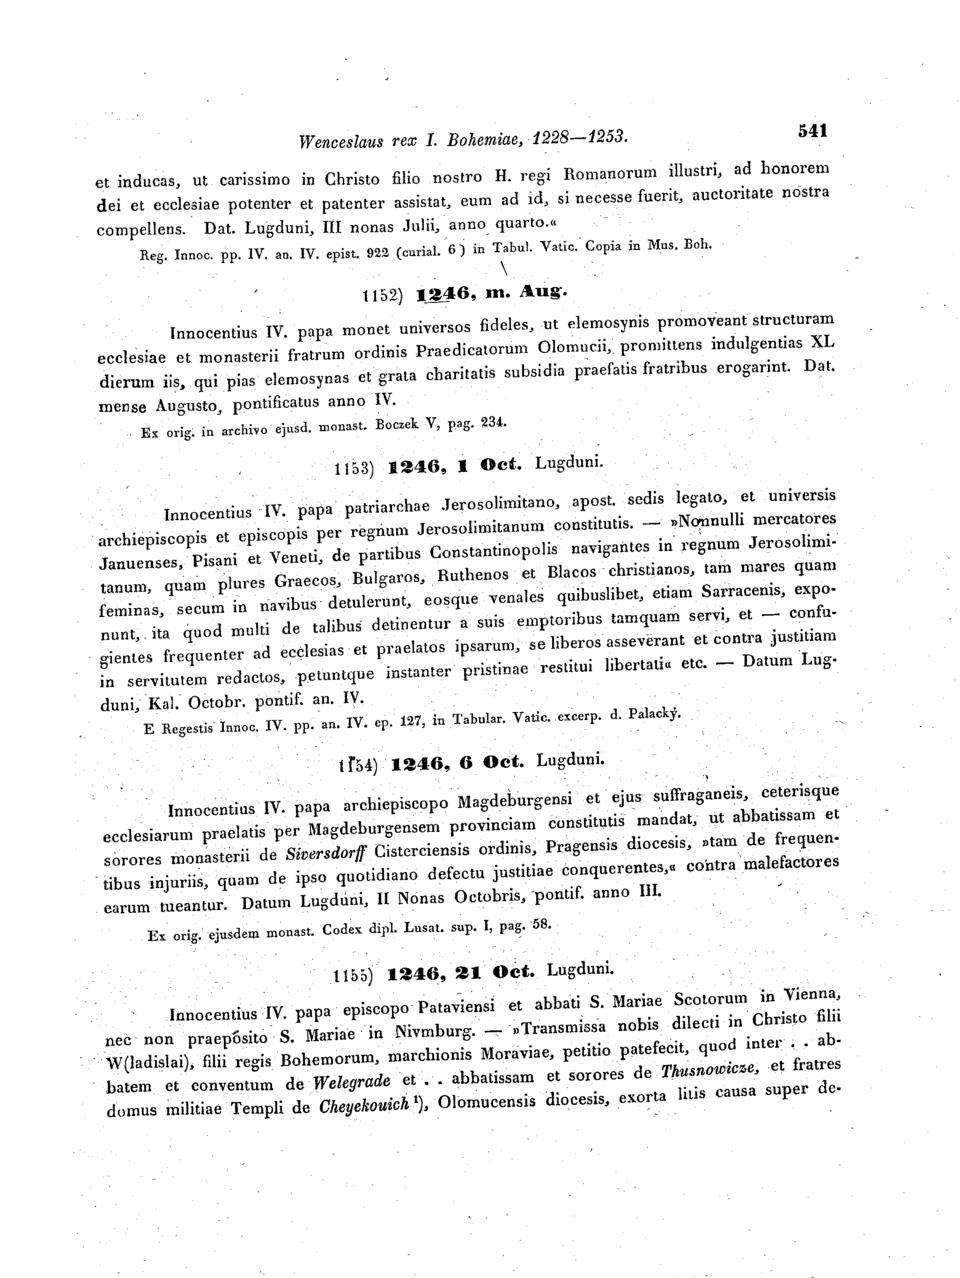 Wenceslaus rex I. Bohemiae, 1228—1253. 541
et inducas, ut carissimo in Christo filio nostro H. regi Romanorum illustri, ad honorem
dei et ecclesiae potenter et patenter assistat, eum ad id, si necesse fuerit, auctoritate nostra
compellens. Dat. Lugduni, III nonas Julii, anno quarto.«
Reg. Innoc. pp. IV. an. IV. epist. 922 (curial. 6) in Tabul. Vatic. Copia in Mus. Boh.
1152) 1246, m. Aug.
Innocentius IV. papa monet universos fideles, ut elemosynis promoveant structuram
ecclesiae et monasterii fratrum ordinis Praedicatorum Olomucii, promittens indulgentias XL
dierum iis, qui pias elemosynas et grata charitatis subsidia praefatis fratribus erogarint. Dat.
mense Augusto, pontificatus anno IV.
Ex orig. in archivo ejusd. monast. Boczek V, pag. 234.
1153) 1246, 1 Oct. Lugduni.
Innocentius IV. papa patriarchae Jerosolimitano, apost. sedis legato, et universis
archiepiscopis et episcopis per regnum Jerosolimitanum constitutis. — »Nonnulli mercatores
Januenses, Pisani et Veneti, de partibus Constantinopolis navigantes in regnum Jerosolimi-
tanum, quam plures Graecos, Bulgaros, Ruthenos et Blacos christianos, tam mares quam
feminas, secum in navibus detulerunt, eosque venales quibuslibet, etiam Sarracenis, expo-
nunt, ita quod multi de talibus detinentur a suis emptoribus tamquam servi, et — confu-
gientes frequenter ad ecclesias et praelatos ipsarum, se liberos asseverant et contra justitiam
in servitutem redactos, petuntque instanter pristinae restitui libertati« etc. — Datum Lug-
duni, Kal. Octobr. pontif. an. IV.
E Regestis Innoc. IV. pp. an. IV. ep. 127, in Tabular. Vatic. excerp. d. Palacký.
1154) 1246, 6 Oct. Lugduni.
Innocentius IV. papa archiepiscopo Magdeburgensi et ejus suffraganeis, ceterisque
ecclesiarum praelatis per Magdeburgensem provinciam constitutis mandat, ut abbatissam et
sorores monasterii de Siversdorff Cisterciensis ordinis, Pragensis diocesis, »tam de frequen-
tibus injuriis, quam de ipso quotidiano defectu justitiae conquerentes,« contra malefactores
earum tueantur. Datum Lugduni, II Nonas Octobris, pontif. anno III.
Ex orig. ejusdem monast. Codex dipl. Lusat. sup. I, pag. 58.
1155) 1246, 21 Oct. Lugduni.
Innocentius IV. papa episcopo Pataviensi et abbati S. Mariae Scotorum in Vienna,
nec non praeposito S. Mariae in Nivmburg. — »Transmissa nobis dilecti in Christo filii
W(ladislai), filii regis Bohemorum, marchionis Moraviae, petitio patefecit, quod inter . . ab-
batem et conventum de Welegrade et . . abbatissam et sorores de Thusnowicze, et fratres
domus militiae Templi de Cheyekouich ¹), Olomucensis diocesis, exorta litis causa super de-